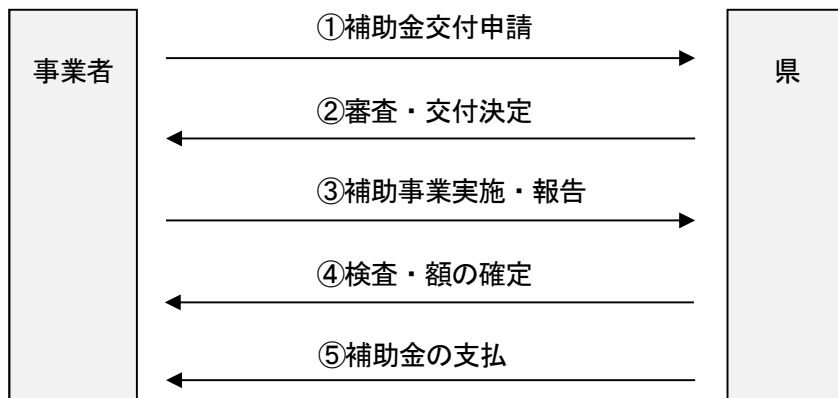 ①補助金交付申請
事業者
県
②審査・交付決定
③補助事業実施・報告
④検査・額の確定
⑤補助金の支払